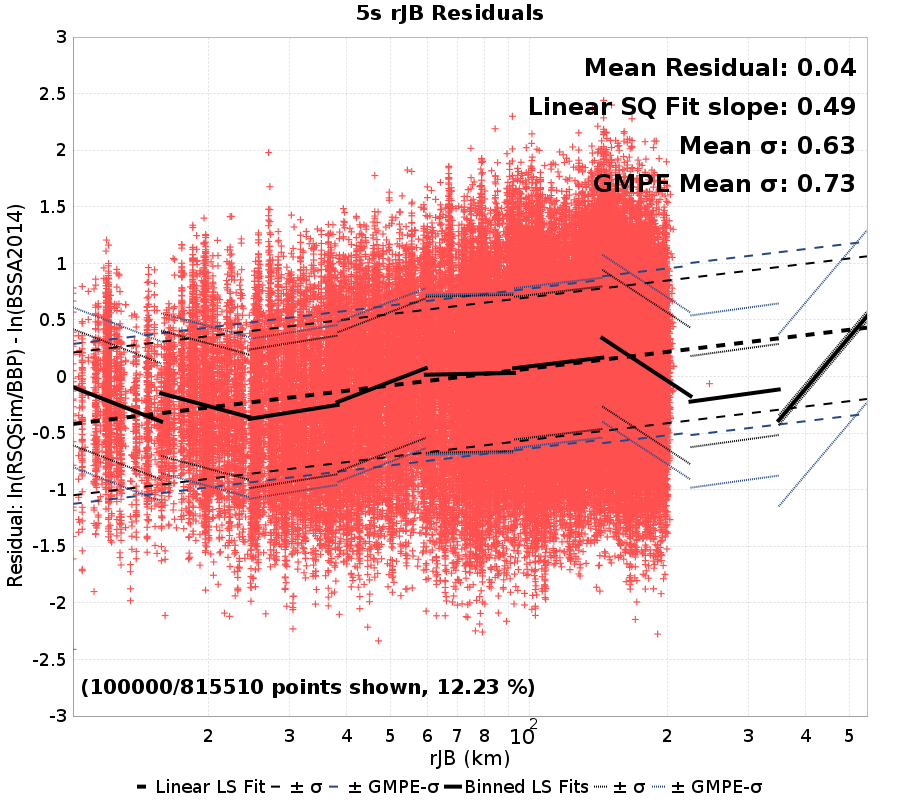 5s rJB Residuals
Residual: ln(RSQSim/BBP) - ln(BSSA2014)
3
2.5
2
1.5
1
0.5
0
-0.5
-1
-1.5
-2
-2.5
-3
Mean Residual: 0.04
Linear SQ Fit slope: 0.49
Mean σ: 0.63
GMPE Mean σ: 0.73
(100000/815510 points shown, 12.23 %)
2 3 4 5 6 7 8 10² 2 3 4 5
rJB (km)
Linear LS Fit ± σ ± GMPE-σ Binned LS Fits ± σ ± GMPE-σ